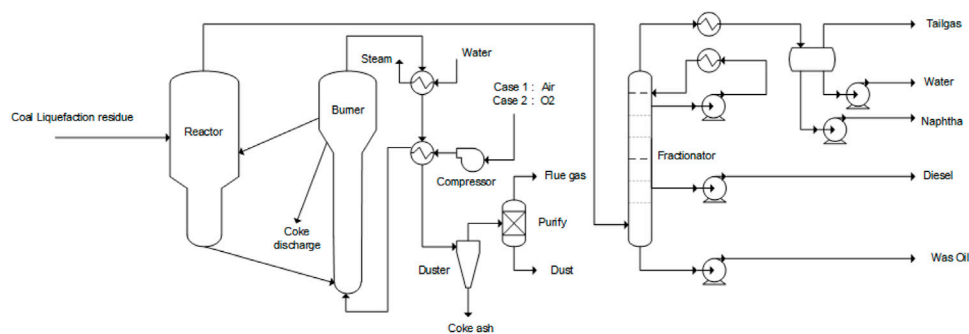 Tailgas
Steam
Water
Case 1 : Air
Case 2 : O2
Water
Naphtha
Coal Liquefaction residue
Reactor
Burner
Fractionator
Compressor
Flue gas
Diesel
Purify
Coke
discharge
Duster
Dust
Was Oil
Coke ash